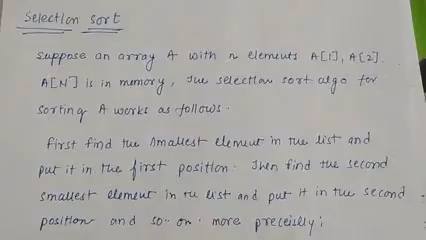 Selection sort
suppose an array A with n elements A[1], A[2].
A[N] is in memory, The selection sort algo for
sorting A works as follows.
First find the smallest element in the list and
put it in the first position. Then find the second
smallest element in the list and put it in the second
position and so on. more preceisely;